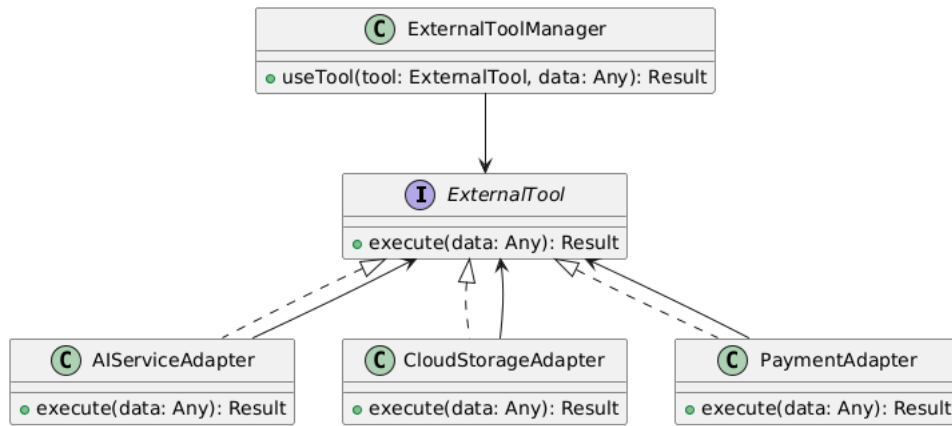 C ExternalToolManager
useTool(tool: ExternalTool, data: Any): Result
I ExternalTool
execute(data: Any): Result
C AIServiceAdapter
execute(data: Any): Result
C CloudStorageAdapter
execute(data: Any): Result
C PaymentAdapter
execute(data: Any): Result